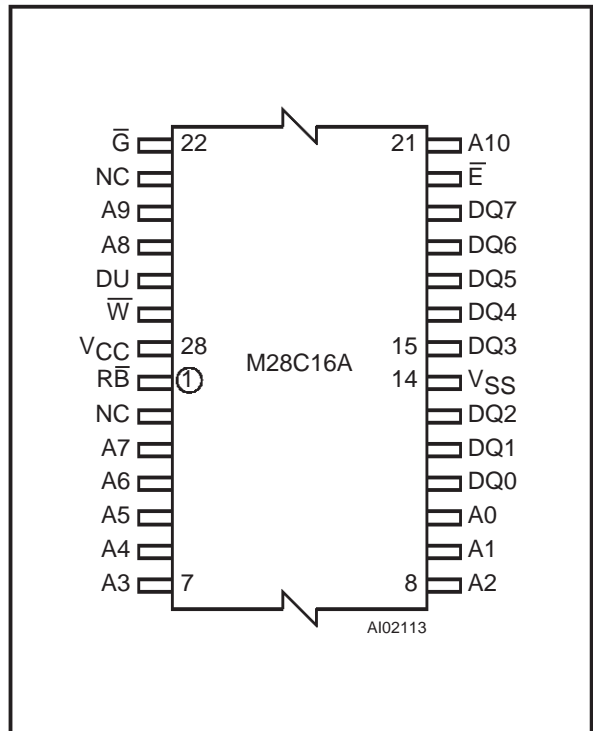 G̅ 22 21 A10
NC E̅
A9 DQ7
A8 DQ6
DU DQ5
W̅ DQ4
VCC 28 15 DQ3
M28C16A
RB̅ 1 14 VSS
NC DQ2
A7 DQ1
A6 DQ0
A5 A0
A4 A1
A3 7 8 A2
AI02113